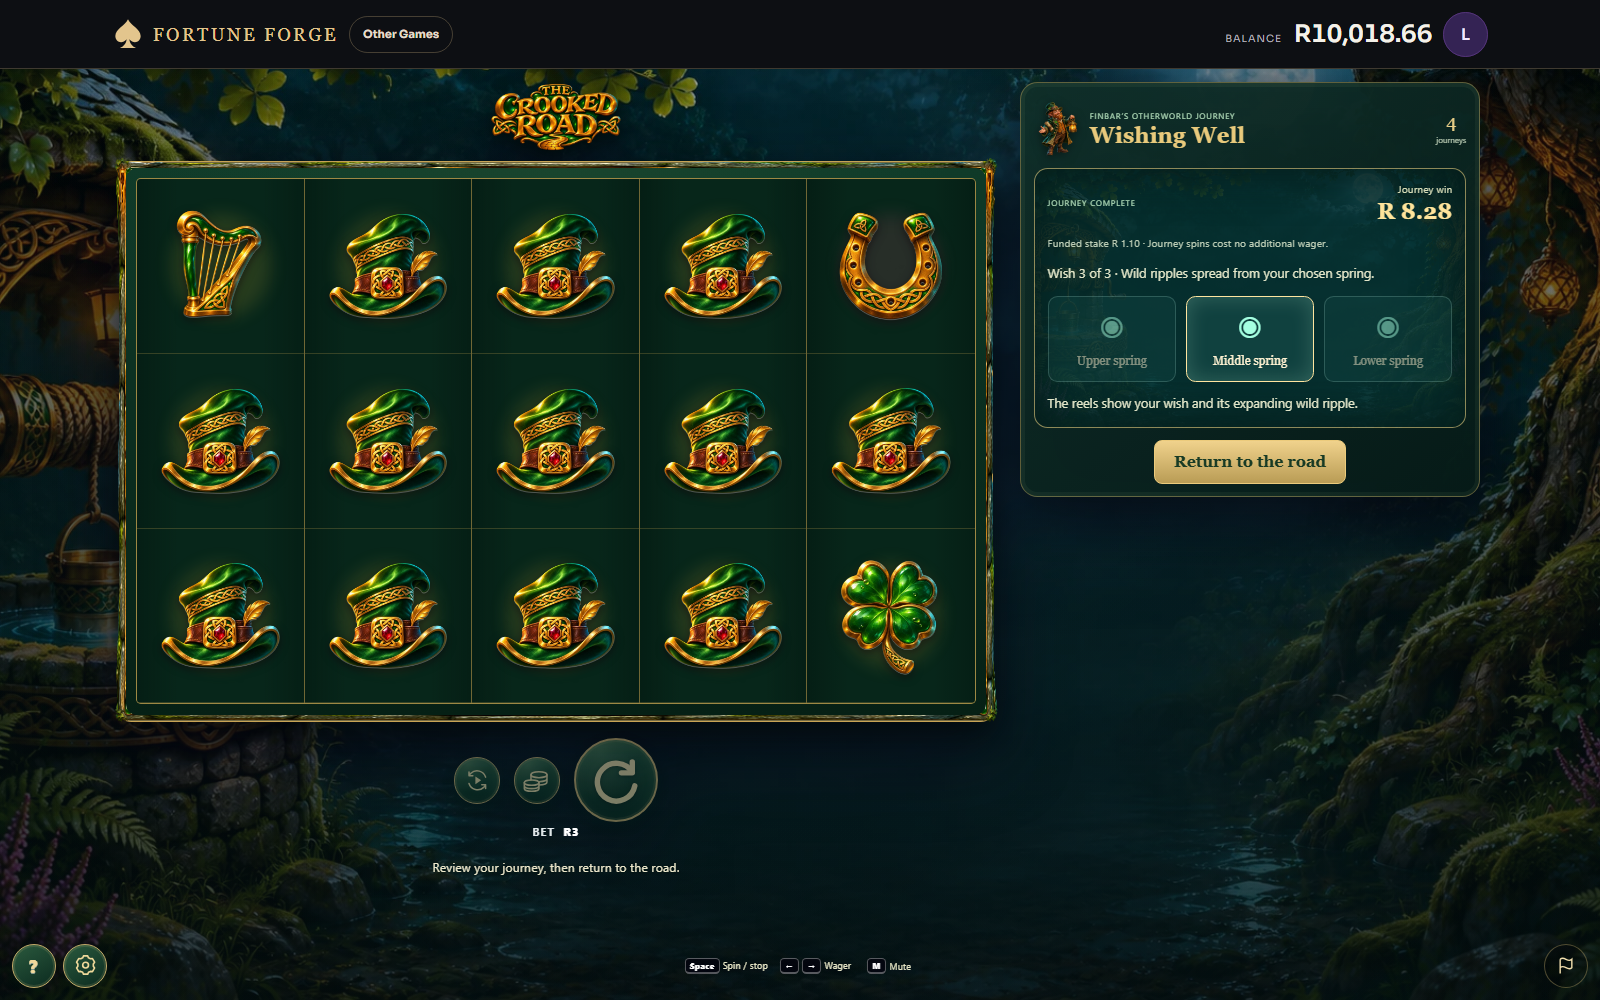 FORTUNE FORGE
Other Games
BALANCE R10,018.66 L
THE
CROOKED
ROAD
FINBAR'S OTHERWORLD JOURNEY
Wishing Well
4
journeys
JOURNEY COMPLETE
Journey win
R 8.28
Funded stake R 1.10 · Journey spins cost no additional wager.
Wish 3 of 3 · Wild ripples spread from your chosen spring.
Upper spring
Middle spring
Lower spring
The reels show your wish and its expanding wild ripple.
Return to the road
BET R3
Review your journey, then return to the road.
?
Space Spin / stop ← → Wager M Mute